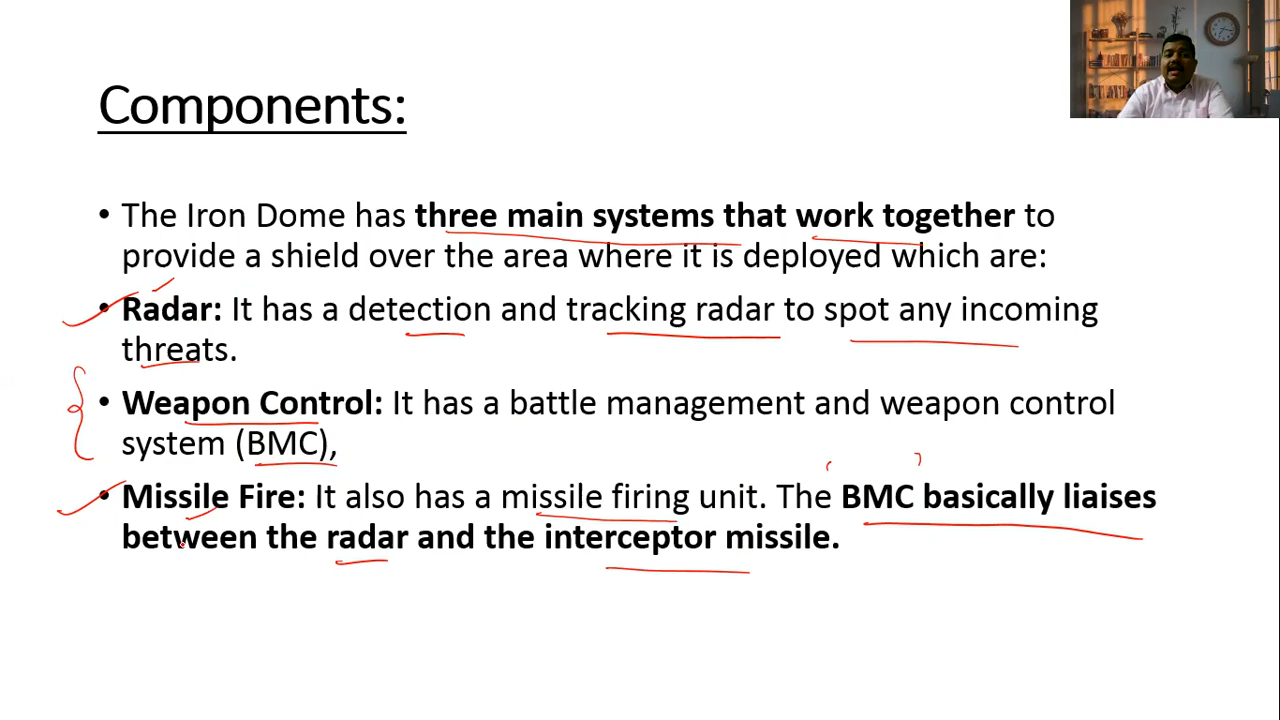 Components:
• The Iron Dome has three main systems that work together to
provide a shield over the area where it is deployed which are:
• Radar: It has a detection and tracking radar to spot any incoming
threats.
• Weapon Control: It has a battle management and weapon control
system (BMC),
• Missile Fire: It also has a missile firing unit. The BMC basically liaises
between the radar and the interceptor missile.